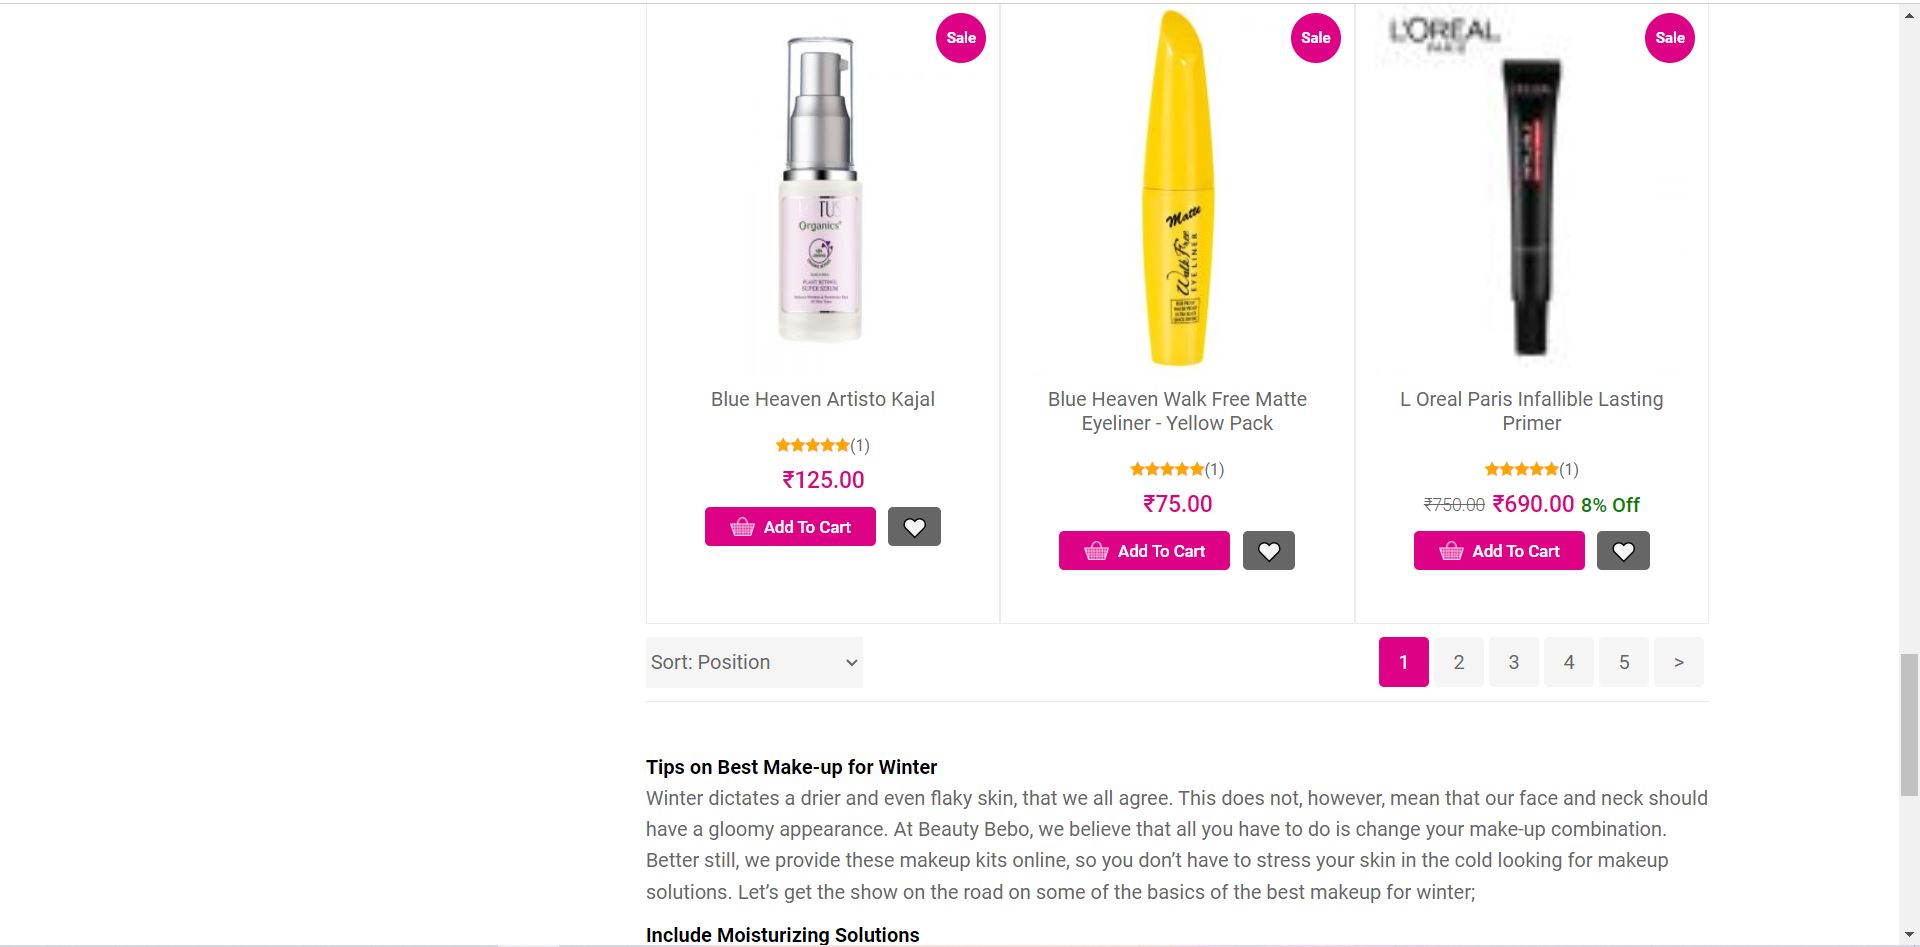 Sale
Sale
Sale
L'ORÉAL
PARIS
TUS
Organics
PLANT RETINOL
SUPER SERUM
Matte
Walk Free
EYELINER
Blue Heaven Artisto Kajal
(1)
₹125.00
Add To Cart
Blue Heaven Walk Free Matte
Eyeliner - Yellow Pack
(1)
₹75.00
Add To Cart
L Oreal Paris Infallible Lasting
Primer
(1)
₹750.00 ₹690.00 8% Off
Add To Cart
Sort: Position
1 2 3 4 5 >
Tips on Best Make-up for Winter
Winter dictates a drier and even flaky skin, that we all agree. This does not, however, mean that our face and neck should
have a gloomy appearance. At Beauty Bebo, we believe that all you have to do is change your make-up combination.
Better still, we provide these makeup kits online, so you don’t have to stress your skin in the cold looking for makeup
solutions. Let’s get the show on the road on some of the basics of the best makeup for winter;
Include Moisturizing Solutions